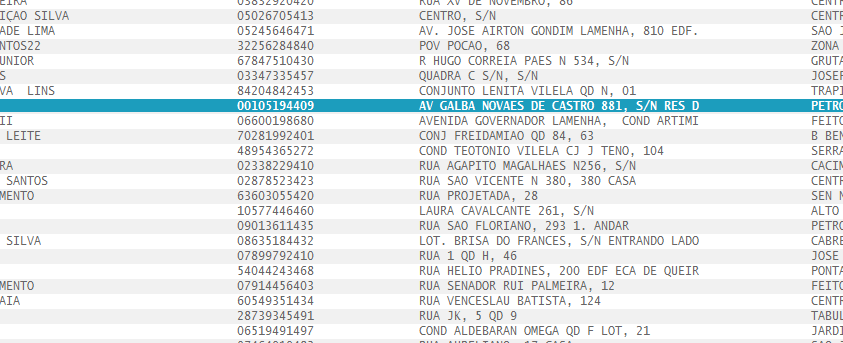 EIRA 03832920420 RUA XV DE NOVEMBRO, 86 CENTR
IÇAO SILVA 05026705413 CENTRO, S/N CENTR
ADE LIMA 05245646471 AV. JOSE AIRTON GONDIM LAMENHA, 810 EDF. SAO J
NTOS22 32256284840 POV POCAO, 68 ZONA
UNIOR 67847510430 R HUGO CORREIA PAES N 534, S/N GRUTA
S 03347335457 QUADRA C S/N, S/N JOSEF
VA LINS 84204842453 CONJUNTO LENITA VILELA QD N, 01 TRAPI
00105194409 AV GALBA NOVAES DE CASTRO 881, S/N RES D PETRO
II 06600198680 AVENIDA GOVERNADOR LAMENHA, COND ARTIMI FEITO
LEITE 70281992401 CONJ FREIDAMIAO QD 84, 63 B BEN
48954365272 COND TEOTONIO VILELA CJ J TENO, 104 SERRA
RA 02338229410 RUA AGAPITO MAGALHAES N256, S/N CACIN
SANTOS 02878523423 RUA SAO VICENTE N 380, 380 CASA CENTR
MENTO 63603055420 RUA PROJETADA, 28 SEN N
10577446460 LAURA CAVALCANTE 261, S/N ALTO
09013611435 RUA SAO FLORIANO, 293 1. ANDAR PETRO
SILVA 08635184432 LOT. BRISA DO FRANCES, S/N ENTRANDO LADO CABRE
07899792410 RUA 1 QD H, 46 JOSE
54044243468 RUA HELIO PRADINES, 200 EDF ECA DE QUEIR PONTA
MENTO 07914456403 RUA SENADOR RUI PALMEIRA, 12 FEITO
AIA 60549351434 RUA VENCESLAU BATISTA, 124 CENTR
28739345491 RUA JK, 5 QD 9 TABUL
06519491497 COND ALDEBARAN OMEGA QD F LOT, 21 JARDI